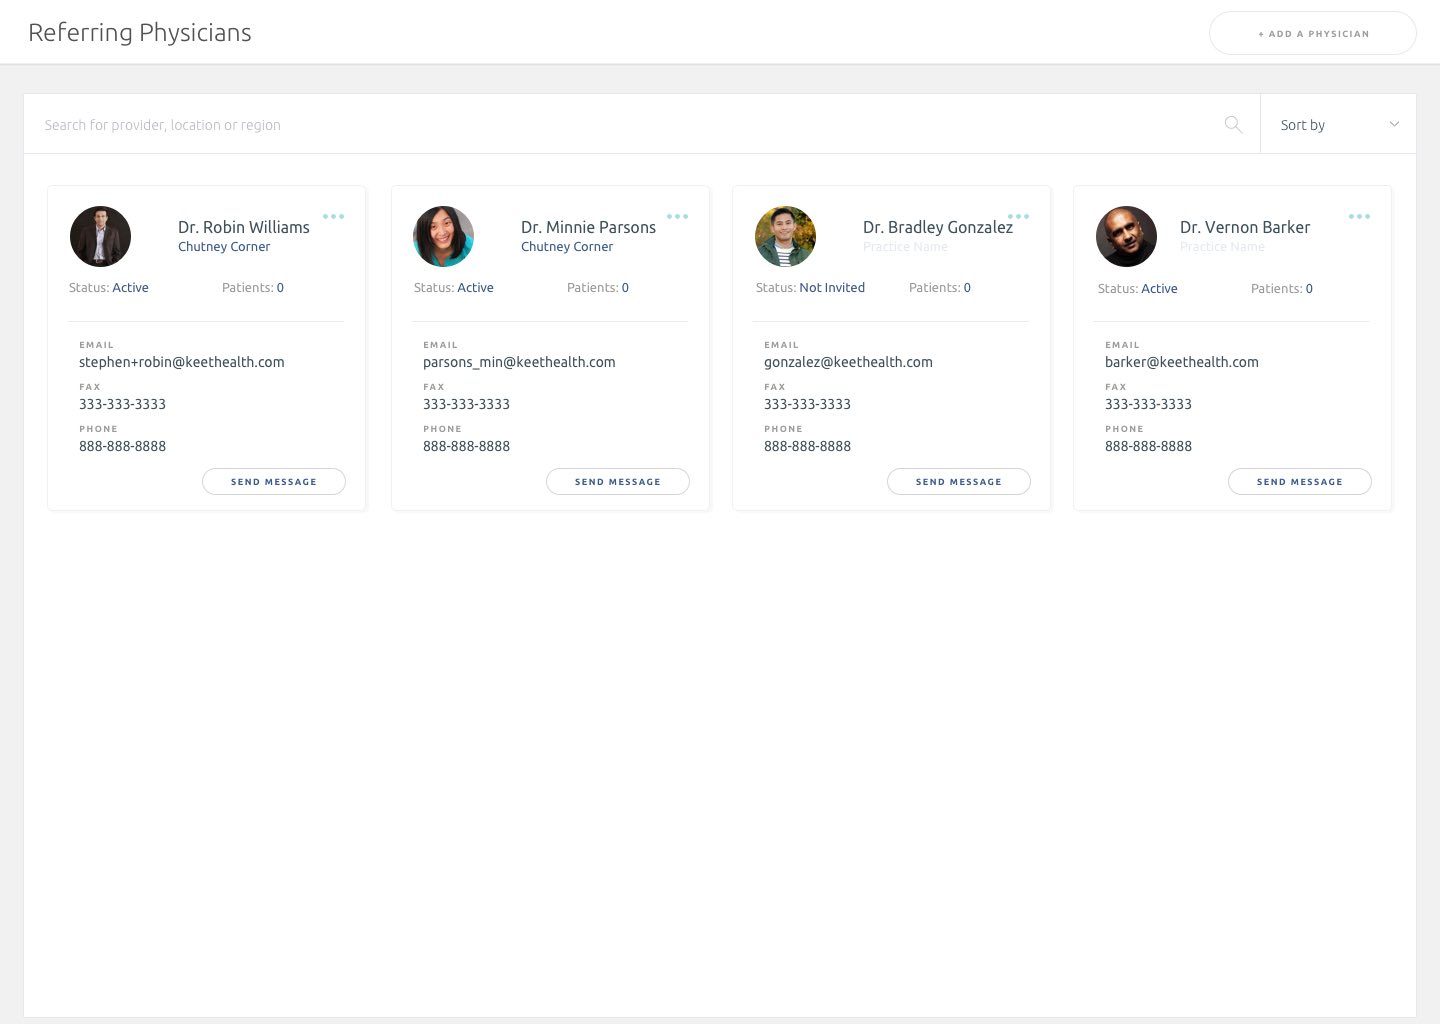 Referring Physicians
+ ADD A PHYSICIAN
Search for provider, location or region
Sort by
Dr. Robin Williams
Chutney Corner
Status: Active
Patients: 0
EMAIL
stephen+robin@keethealth.com
FAX
333-333-3333
PHONE
888-888-8888
SEND MESSAGE
Dr. Minnie Parsons
Chutney Corner
Status: Active
Patients: 0
EMAIL
parsons_min@keethealth.com
FAX
333-333-3333
PHONE
888-888-8888
SEND MESSAGE
Dr. Bradley Gonzalez
Practice Name
Status: Not Invited
Patients: 0
EMAIL
gonzalez@keethealth.com
FAX
333-333-3333
PHONE
888-888-8888
SEND MESSAGE
Dr. Vernon Barker
Practice Name
Status: Active
Patients: 0
EMAIL
barker@keethealth.com
FAX
333-333-3333
PHONE
888-888-8888
SEND MESSAGE